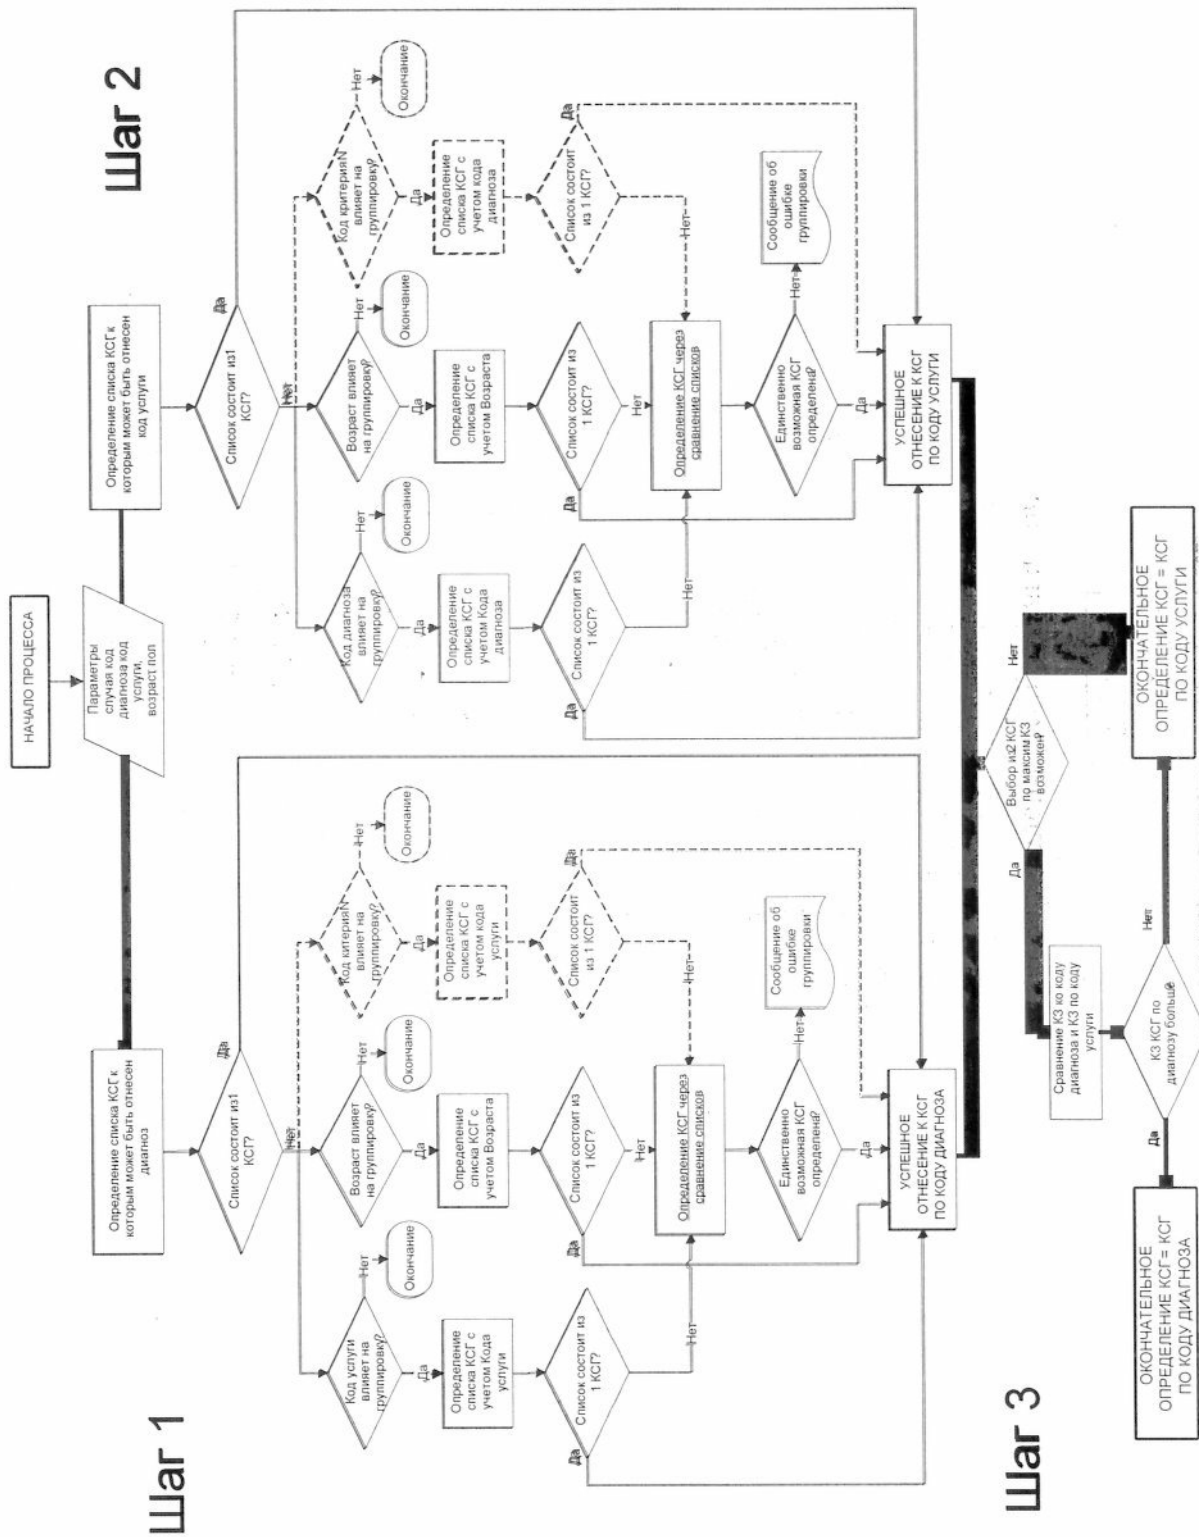 НАЧАЛО ПРОЦЕССА
Параметры
случая код
диагноза код
услуги,
возраст пол
Шаг 1
Определение списка КСГ к
которым может быть отнесен
диагноз
Список состоит из 1
КСГ?
Да
Нет
Код услуги
влияет на
группировку?
Нет
Окончание
Да
Определение
списка КСГ с
учетом Кода
услуги
Список состоит из
1 КСГ?
Да
Нет
Возраст влияет
на группировку?
Нет
Окончание
Да
Определение
списка КСГ с
учетом Возраста
Список состоит из
1 КСГ?
Да
Нет
Код критерияN
влияет на
группировку?
Нет
Окончание
Да
Определение
списка КСГ с
учетом кода
услуги
Список состоит
из 1 КСГ?
Да
Нет
Определение КСГ через
сравнение списков
Единственно
возможная КСГ
определена?
Нет
Сообщение об
ошибке
группировки
Да
УСПЕШНОЕ
ОТНЕСЕНИЕ К КСГ
ПО КОДУ ДИАГНОЗА
Шаг 2
Определение списка КСГ к
которым может быть отнесен
код услуги
Список состоит из 1
КСГ?
Да
Нет
Код диагноза
влияет на
группировку?
Нет
Окончание
Да
Определение
списка КСГ с
учетом Кода
диагноза
Список состоит из
1 КСГ?
Да
Нет
Возраст влияет
на группировку?
Нет
Окончание
Да
Определение
списка КСГ с
учетом Возраста
Список состоит из
1 КСГ?
Да
Нет
Код критерияN
влияет на
группировку?
Нет
Окончание
Да
Определение
списка КСГ с
учетом кода
диагноза
Список состоит
из 1 КСГ?
Да
Нет
Определение КСГ через
сравнение списков
Единственно
возможная КСГ
определена?
Нет
Сообщение об
ошибке
группировки
Да
УСПЕШНОЕ
ОТНЕСЕНИЕ К КСГ
ПО КОДУ УСЛУГИ
Шаг 3
Выбор из 2 КСГ
по максим КЗ
возможен?
Да
Нет
Сравнение КЗ ко коду
диагноза и КЗ по коду
услуги
КЗ КСГ по
диагнозу больше?
Да
Нет
ОКОНЧАТЕЛЬНОЕ
ОПРЕДЕЛЕНИЕ КСГ = КСГ
ПО КОДУ ДИАГНОЗА
ОКОНЧАТЕЛЬНОЕ
ОПРЕДЕЛЕНИЕ КСГ = КСГ
ПО КОДУ УСЛУГИ